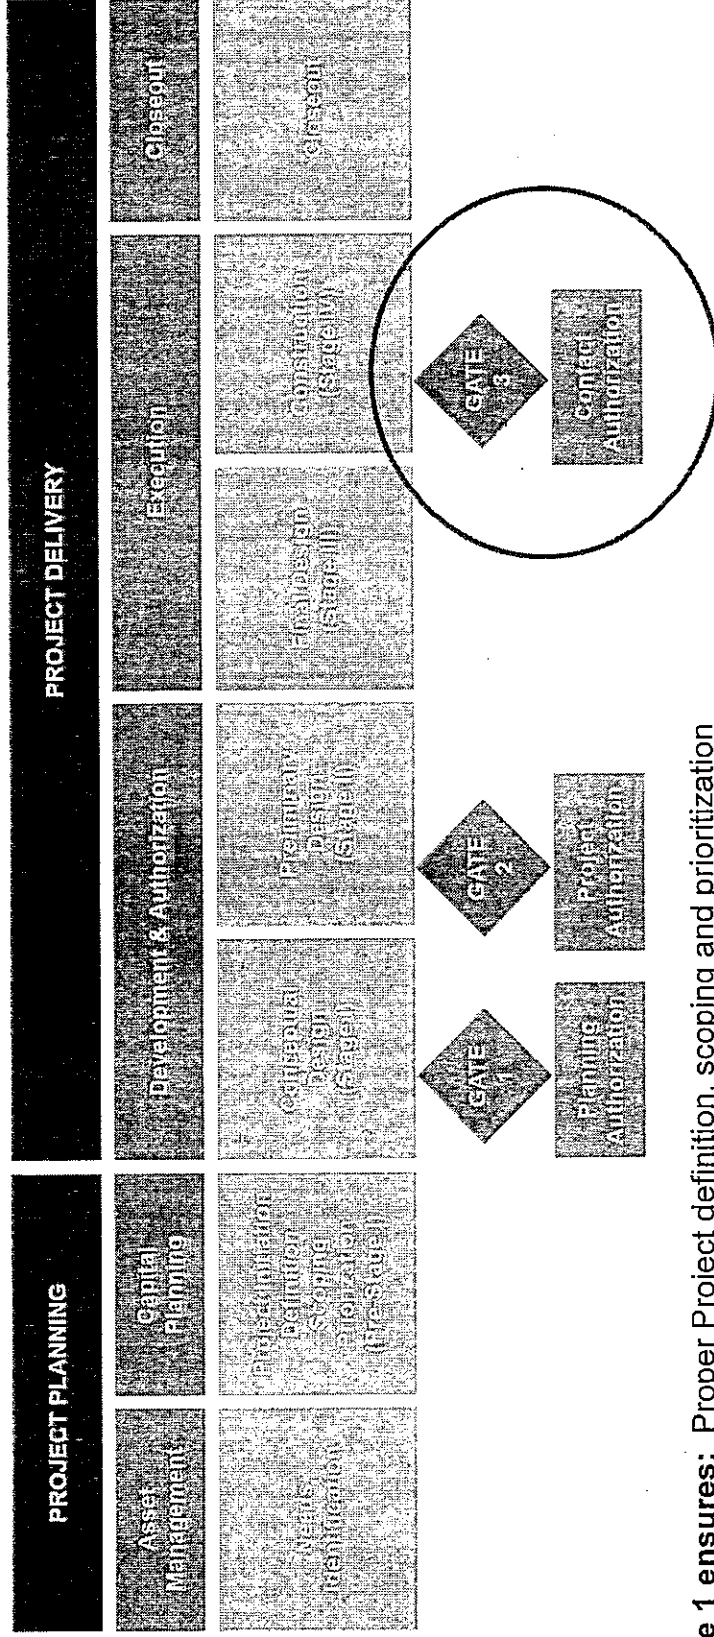 PROJECT PLANNING
PROJECT DELIVERY
Asset
Management
Capital
Planning
Development & Authorization
Execution
Closeout
Needs
Identification
Project Initiation
Definition
Scoping
Priorization
(Pre Stage I)
Conceptual
Design
(Stage I)
Preliminary
Design
(Stage II)
Final Design
(Stage III)
Construction
(Stage IV)
Closeout
GATE
1
GATE
2
GATE
3
Planning
Authorization
Project
Authorization
Contact
Authorization
e 1 ensures: Proper Project definition, scoping and prioritization